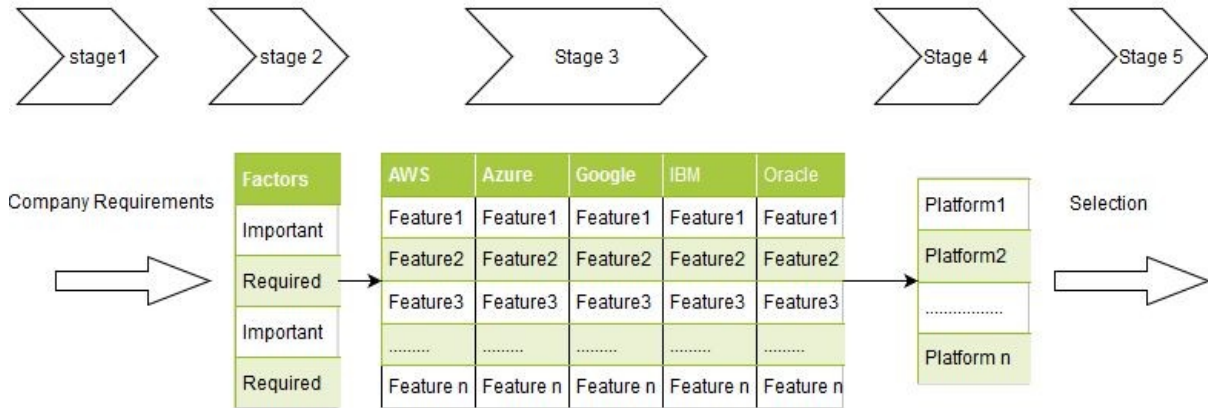 stage1 stage 2 Stage 3 Stage 4 Stage 5
Company Requirements
Factors
Important
Required
Important
Required
AWS Azure Google IBM Oracle
Feature1 Feature1 Feature1 Feature1 Feature1
Feature2 Feature2 Feature2 Feature2 Feature2
Feature3 Feature3 Feature3 Feature3 Feature3
......... ......... ......... ......... .........
Feature n Feature n Feature n Feature n Feature n
Platform1
Platform2
.................
Platform n
Selection